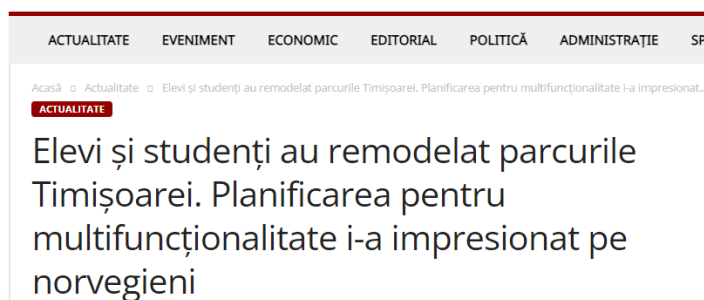 ACTUALITATE EVENIMENT ECONOMIC EDITORIAL POLITICĂ ADMINISTRAȚIE SP
Acasă Actualitate Elevi și studenți au remodelat parcurile Timișoarei. Planificarea pentru multifuncționalitate i-a impresionat...
ACTUALITATE
Elevi și studenți au remodelat parcurile
Timișoarei. Planificarea pentru
multifuncționalitate i-a impresionat pe
norvegieni